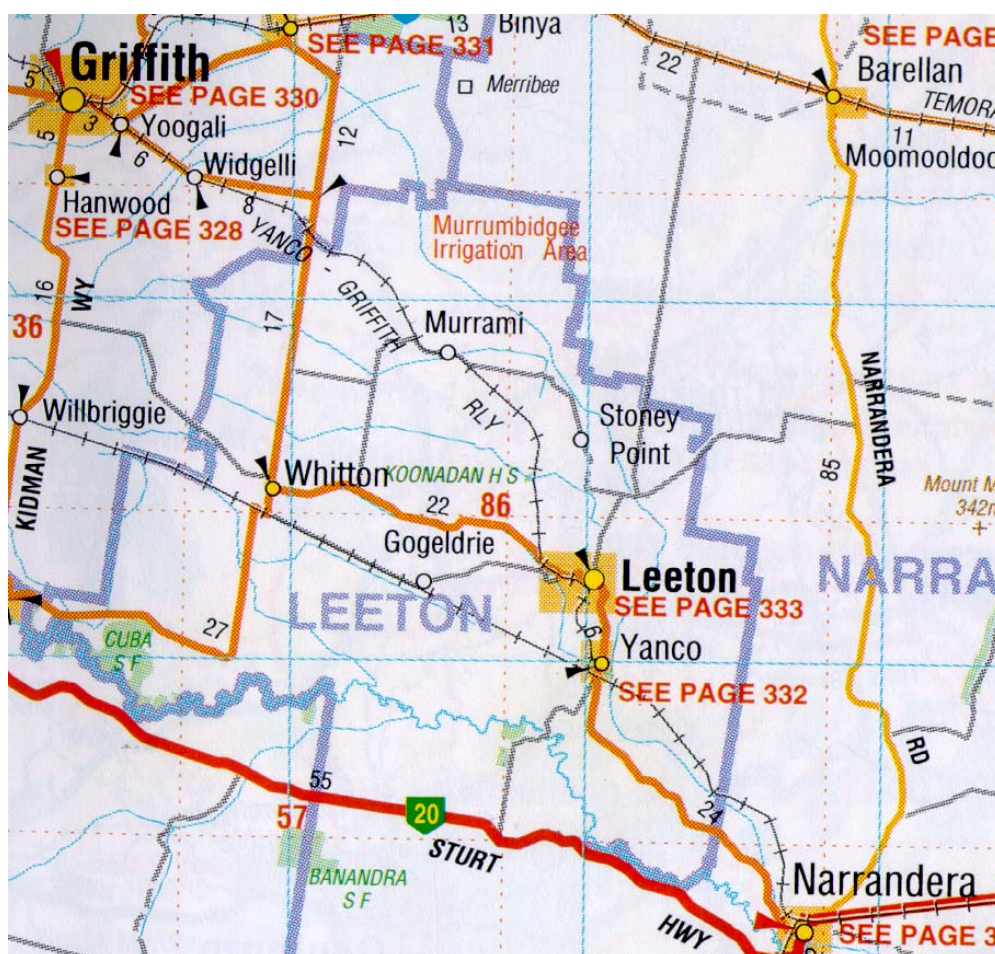 13
Binya
SEE PAGE 331
SEE PAGE
Griffith
5
SEE PAGE 330
Merribee
22
Barellan
TEMORA
3
Yoogali
12
11
5
6
Widgelli
Moomooldoo
Hanwood
8
SEE PAGE 328
YANCO - GRIFFITH RLY
Murrumbidgee
Irrigation Area
16
WY
17
36
Murrami
NARRANDERA
Willbriggie
Stoney
Point
KIDMAN
Whitton
KOONADAN H S
85
Mount M
342m
22
86
Gogeldrie
Leeton
NARRA
LEETON
SEE PAGE 333
27
6
CUBA
S F
Yanco
SEE PAGE 332
RD
55
57
20
24
STURT
BANANDRA
S F
Narrandera
HWY
SEE PAGE 3